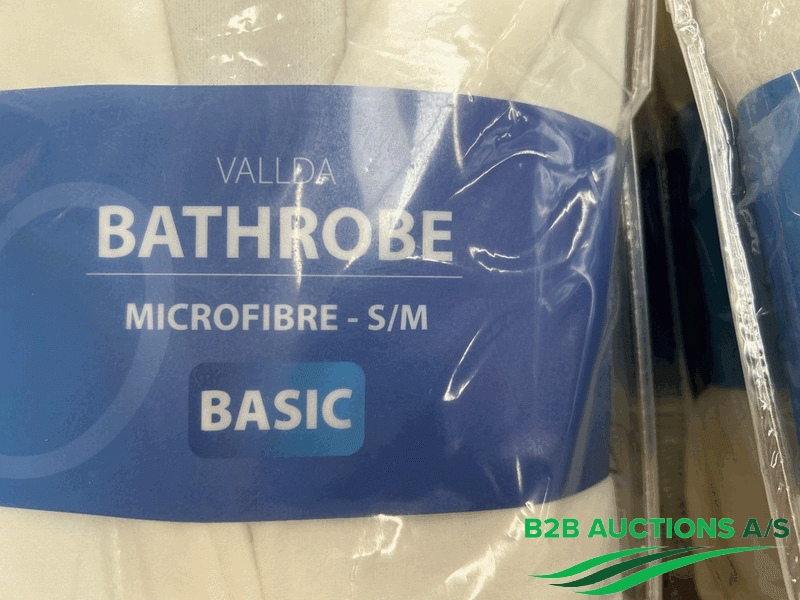 VALLDA
BATHROBE
MICROFIBRE - S/M
BASIC
B2B AUCTIONS A/S